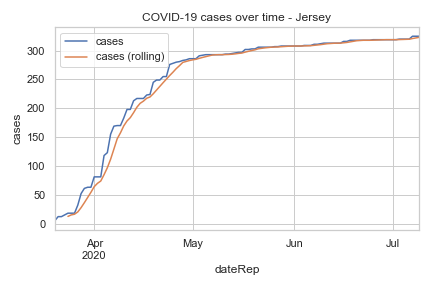 COVID-19 cases over time - Jersey
cases
cases (rolling)
300
250
200
150
100
50
0
cases
Apr
2020
May
Jun
Jul
dateRep